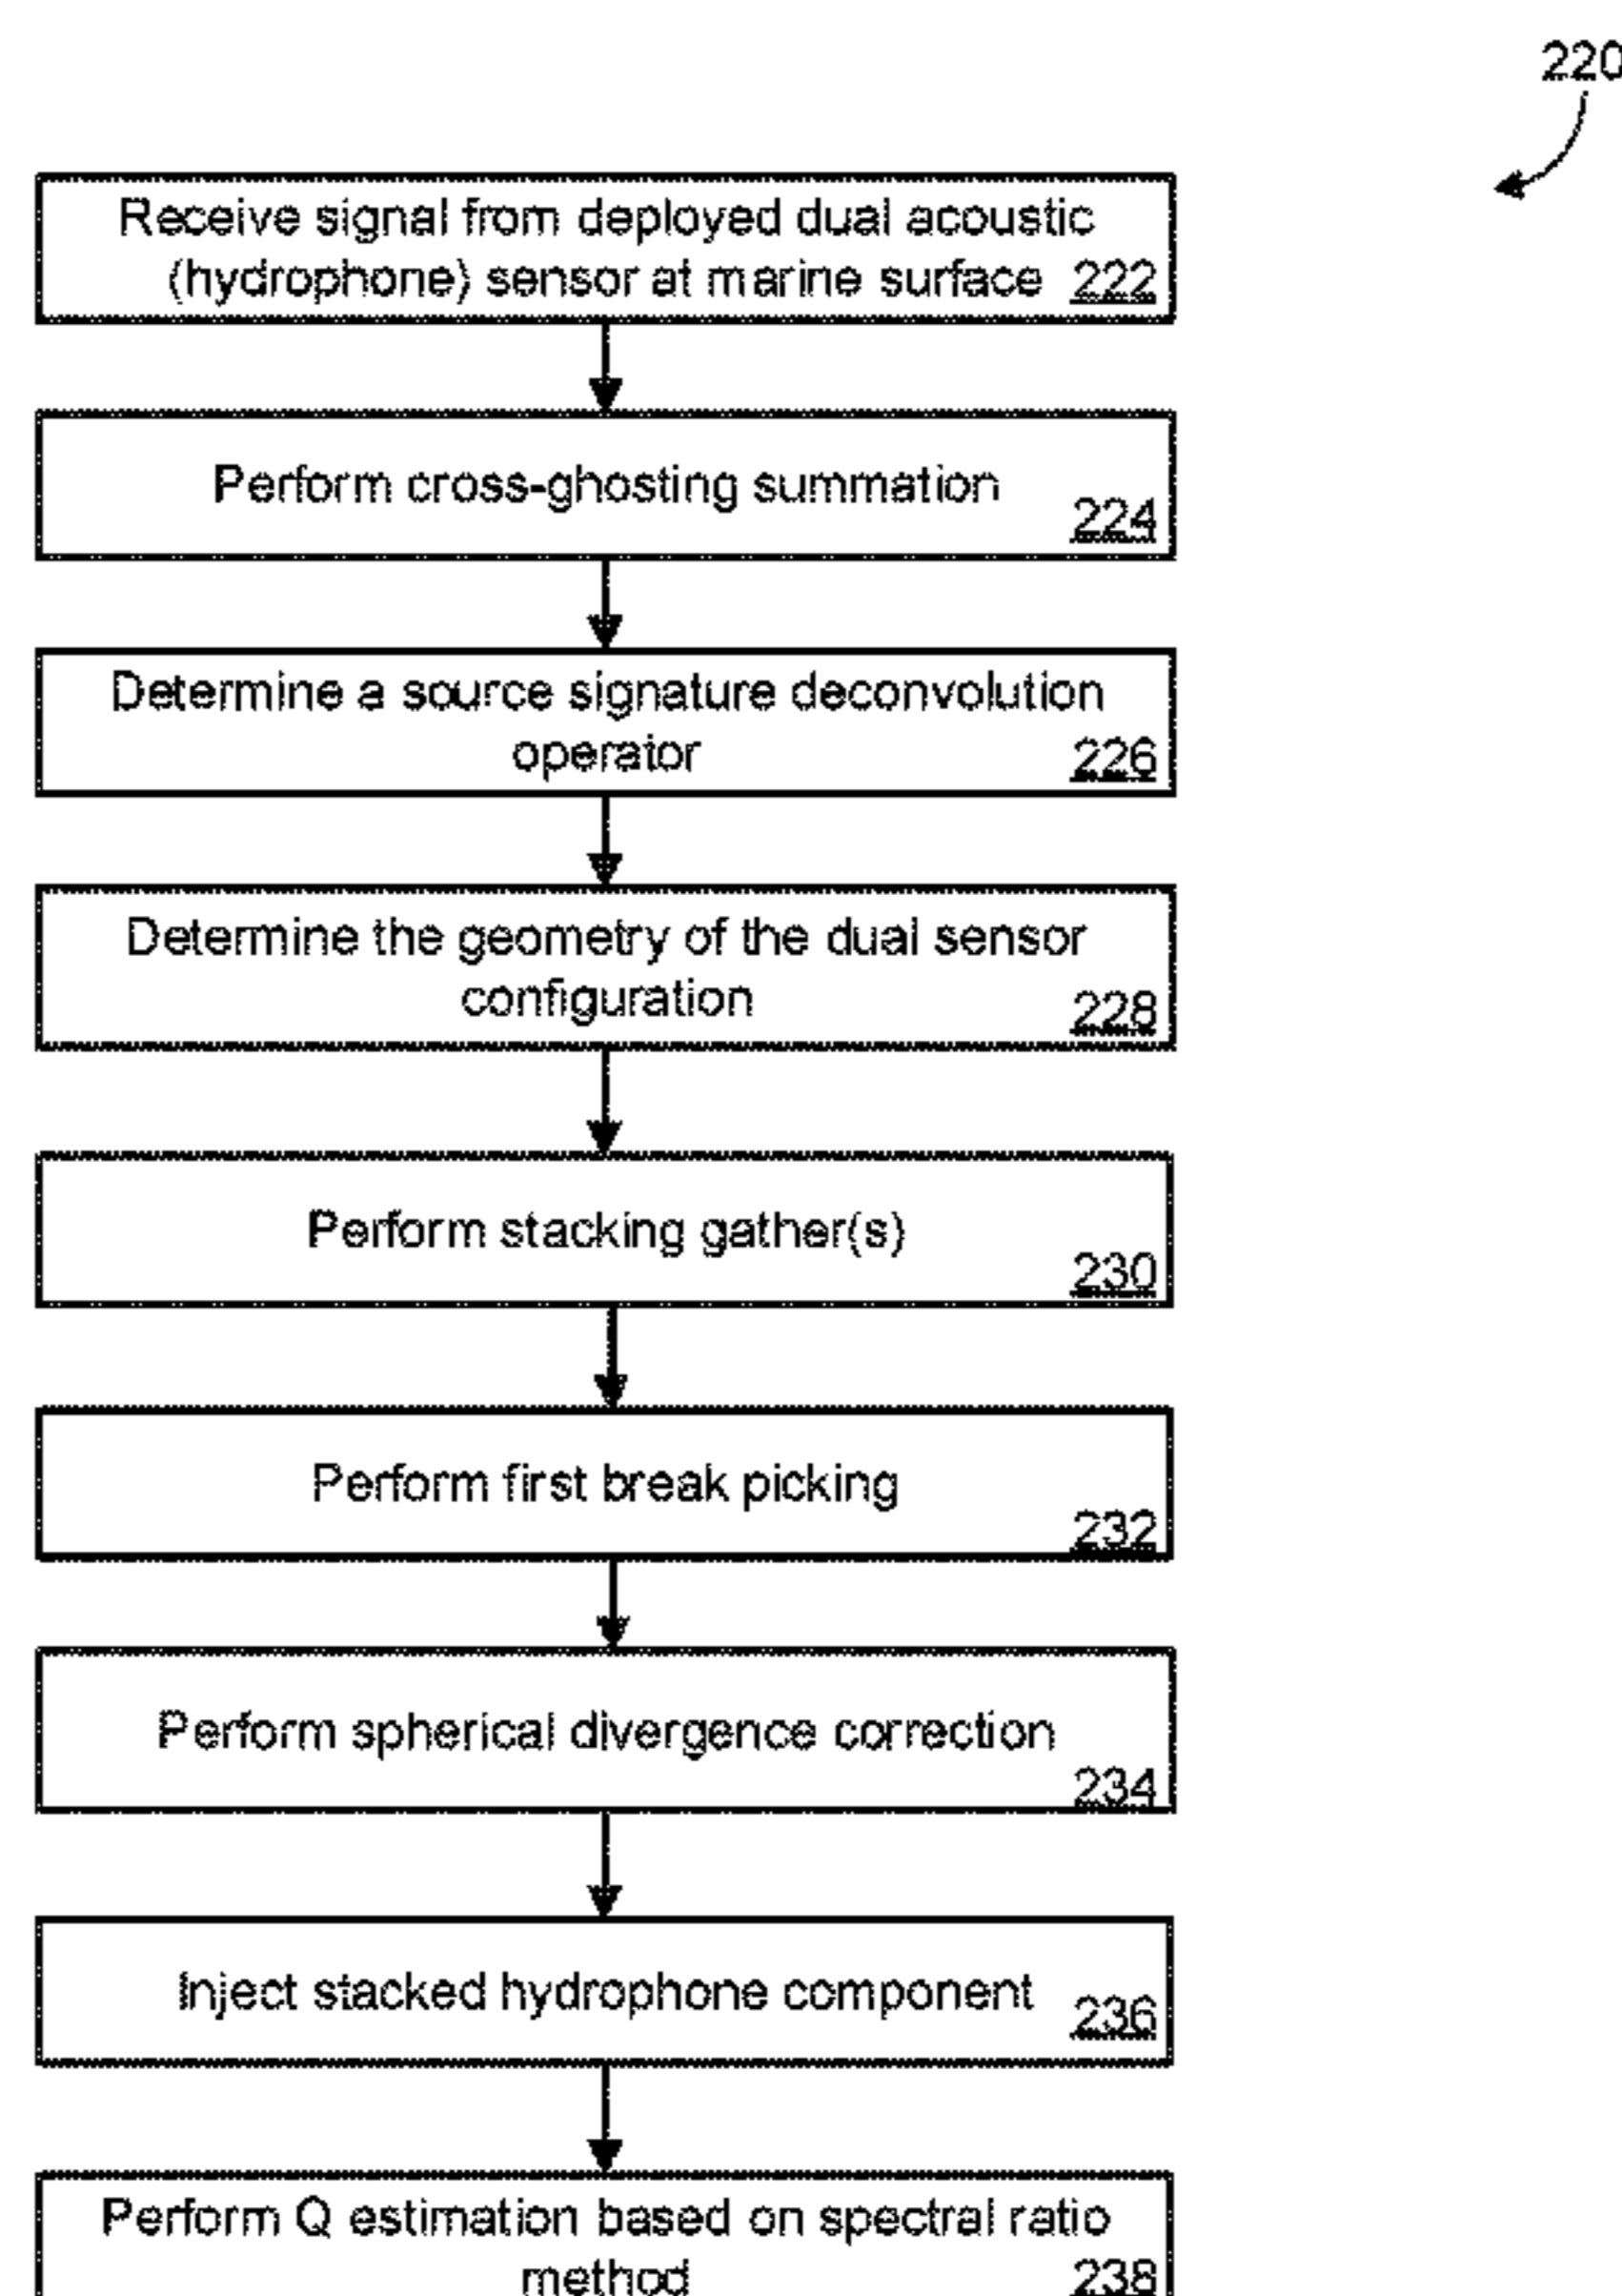 220
Receive signal from deployed dual acoustic
(hydrophone) sensor at marine surface 222
Perform cross-ghosting summation
224
Determine a source signature deconvolution
operator 226
Determine the geometry of the dual sensor
configuration 228
Perform stacking gather(s)
230
Perform first break picking
232
Perform spherical divergence correction
234
Inject stacked hydrophone component 236
Perform Q estimation based on spectral ratio
method 238